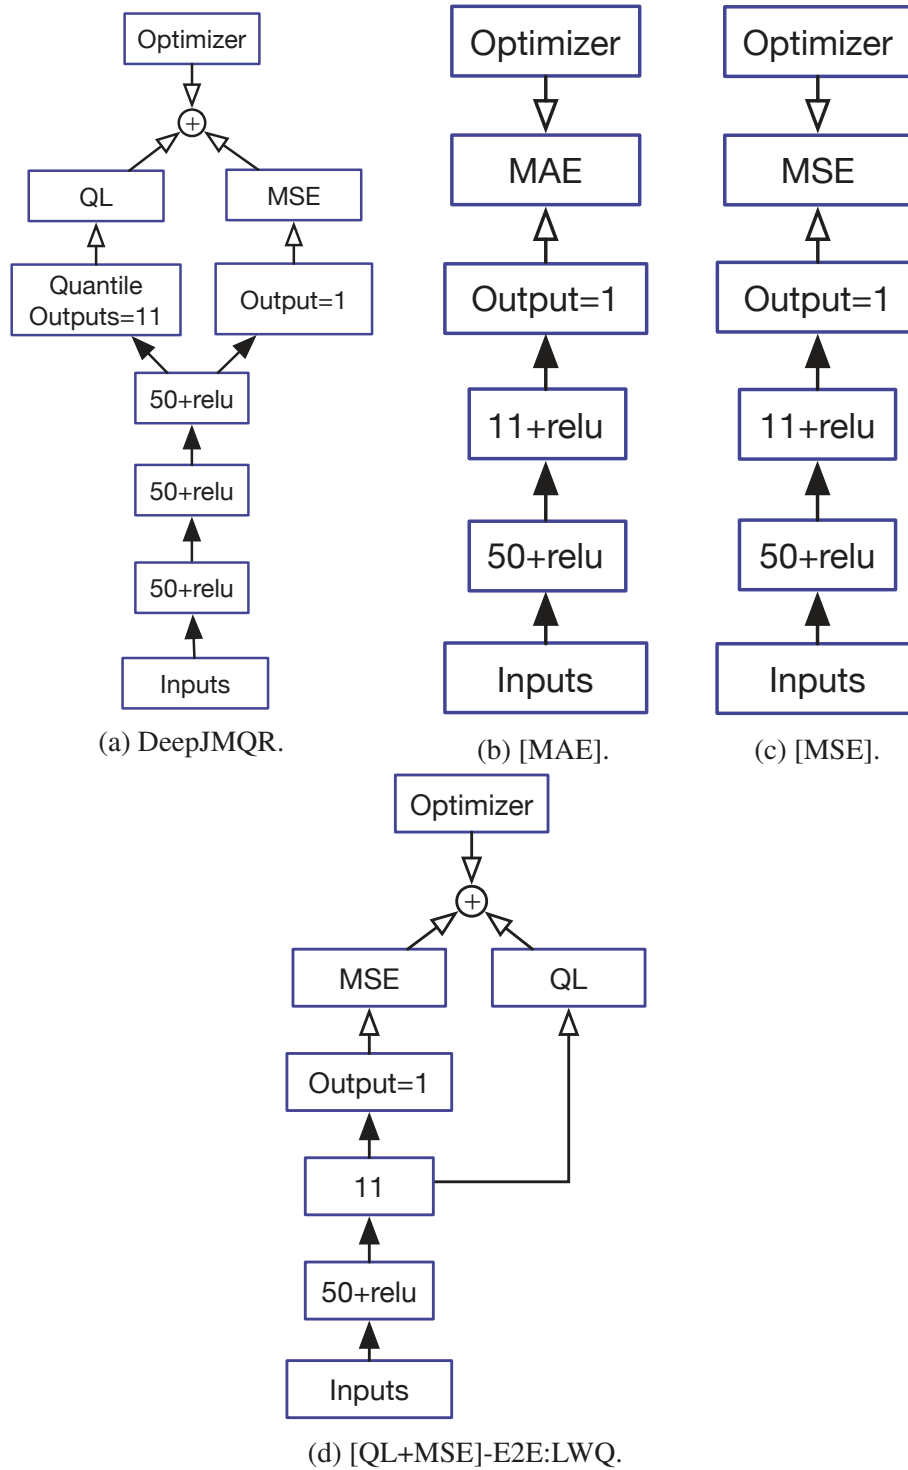 Optimizer
+
QL
MSE
Quantile
Outputs=11
Output=1
50+relu
50+relu
50+relu
Inputs
(a) DeepJMQR.
Optimizer
MAE
Output=1
11+relu
50+relu
Inputs
(b) [MAE].
Optimizer
MSE
Output=1
11+relu
50+relu
Inputs
(c) [MSE].
Optimizer
+
MSE
QL
Output=1
11
50+relu
Inputs
(d) [QL+MSE]-E2E:LWQ.